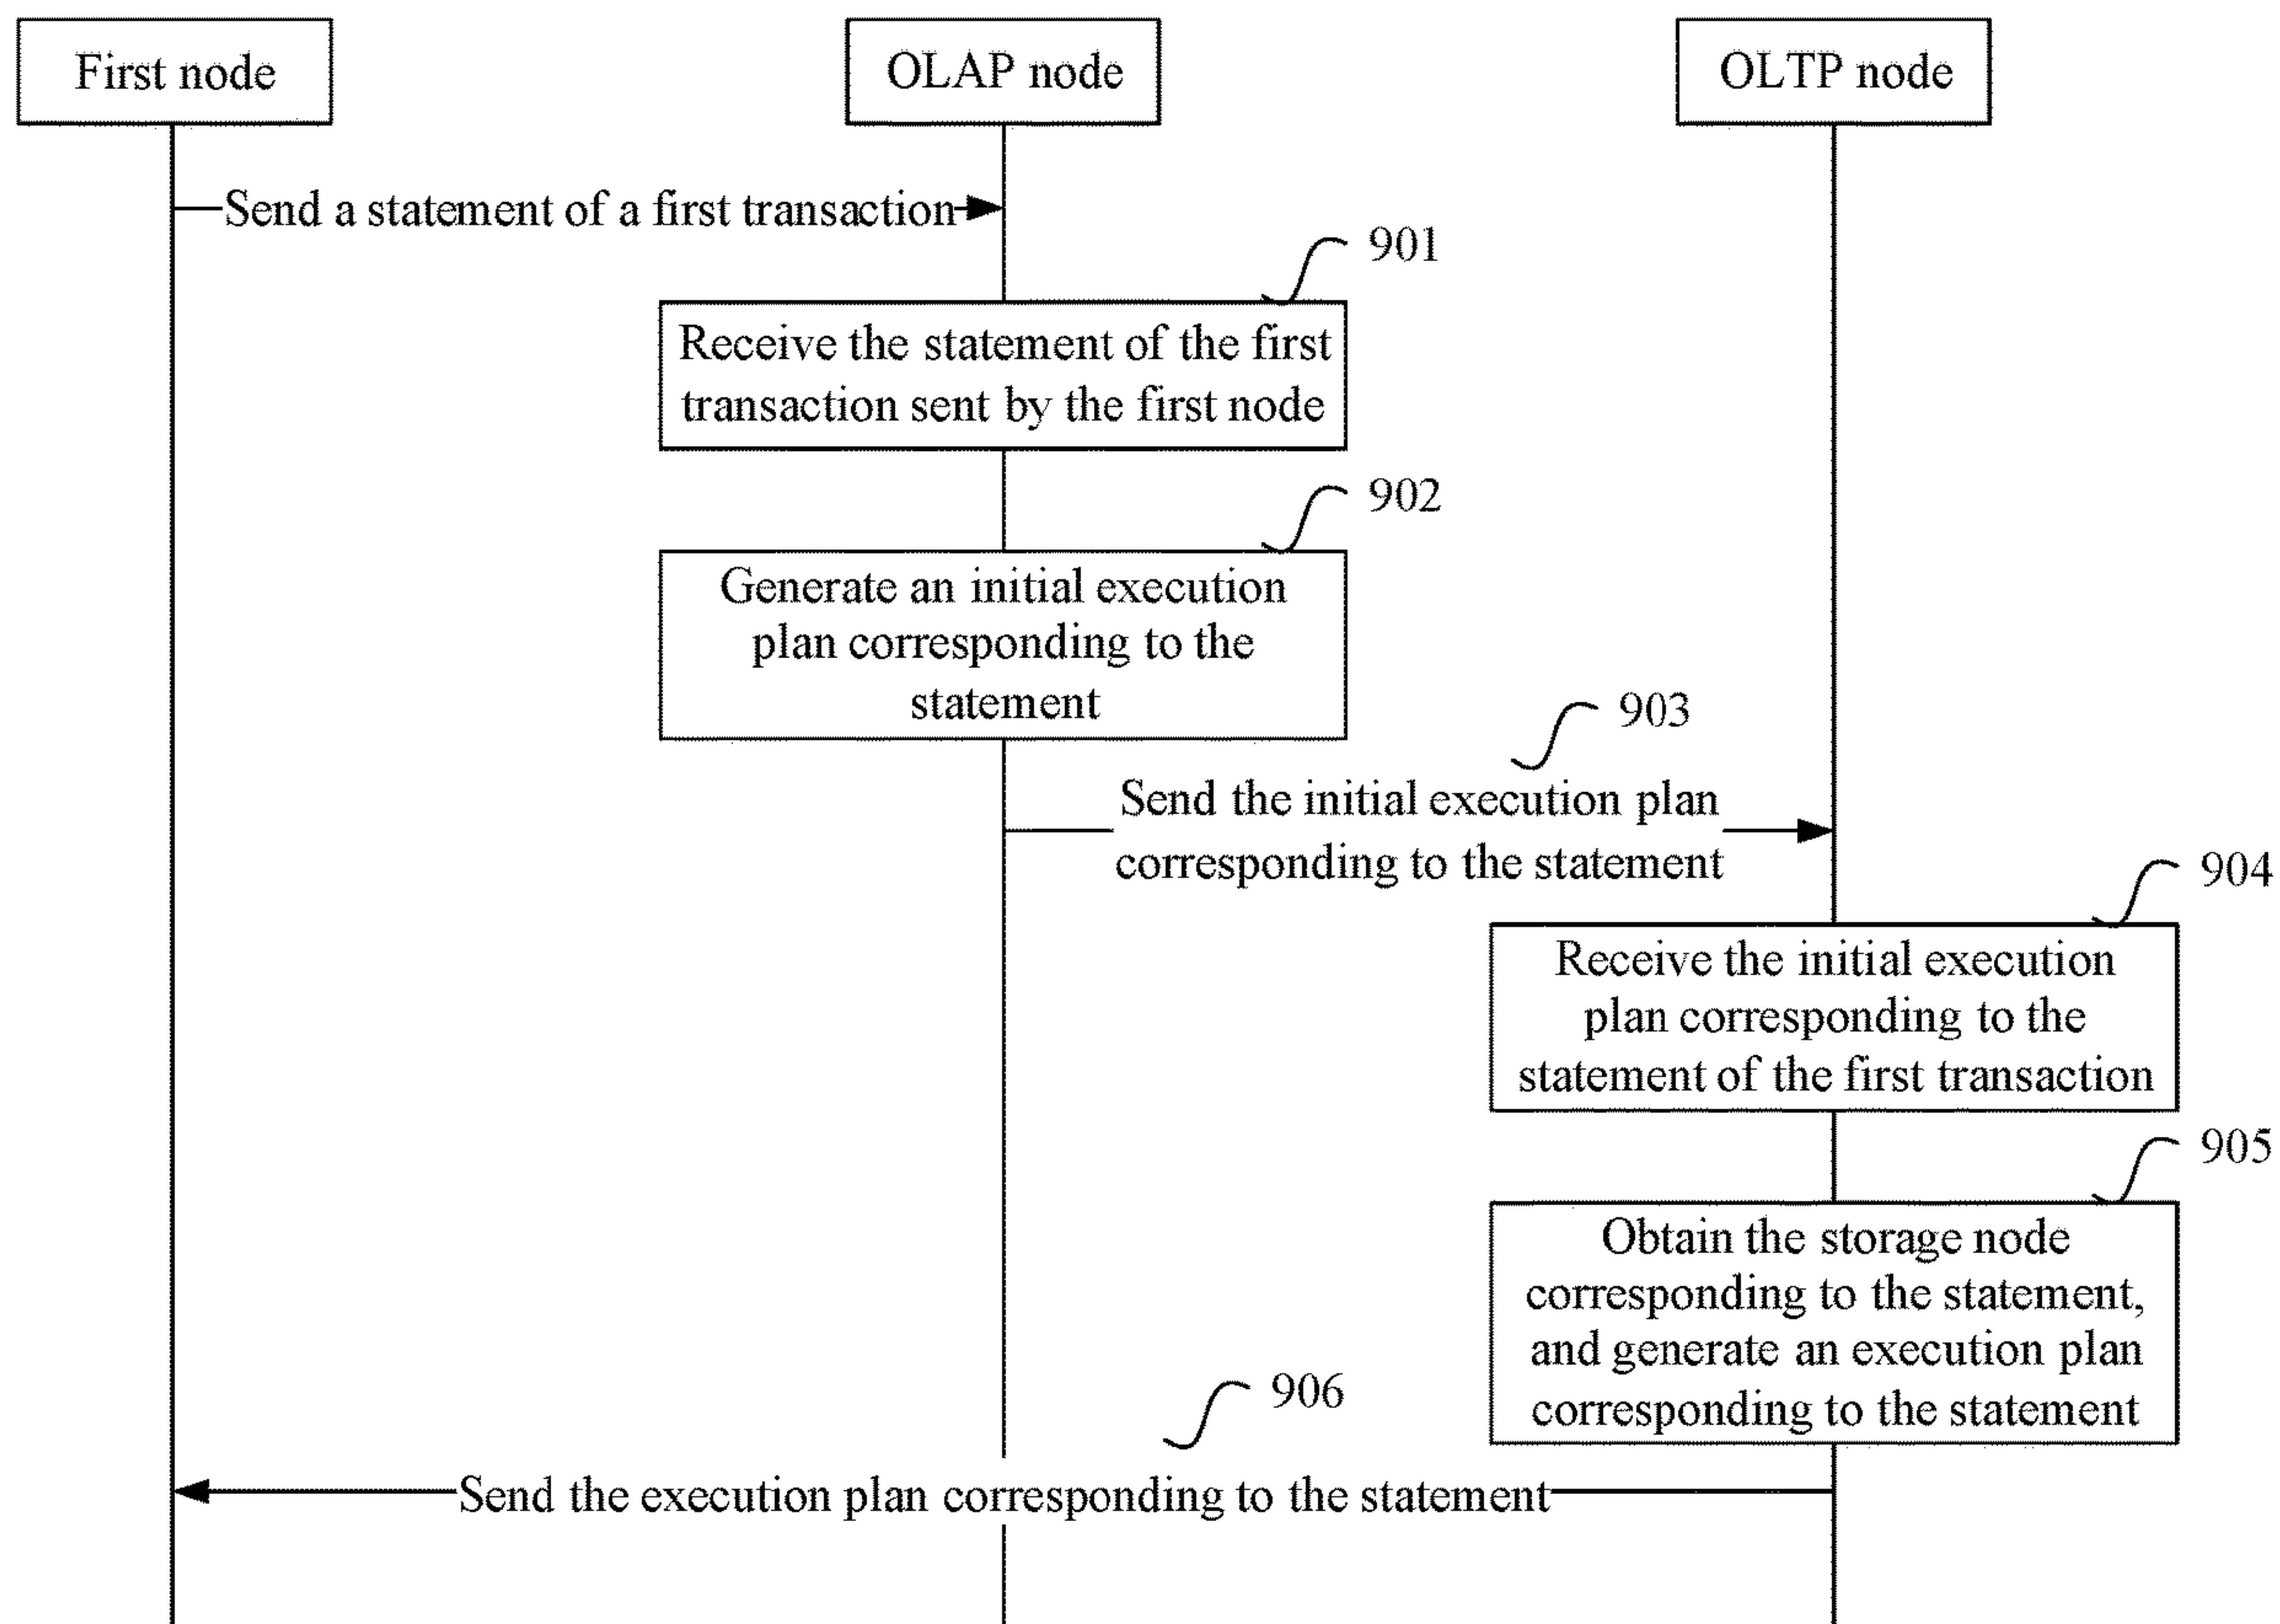 First node
OLAP node
OLTP node
Send a statement of a first transaction
901
Receive the statement of the first
transaction sent by the first node
902
Generate an initial execution
plan corresponding to the
statement
903
Send the initial execution plan
corresponding to the statement
904
Receive the initial execution
plan corresponding to the
statement of the first transaction
905
Obtain the storage node
corresponding to the statement,
and generate an execution plan
corresponding to the statement
906
Send the execution plan corresponding to the statement